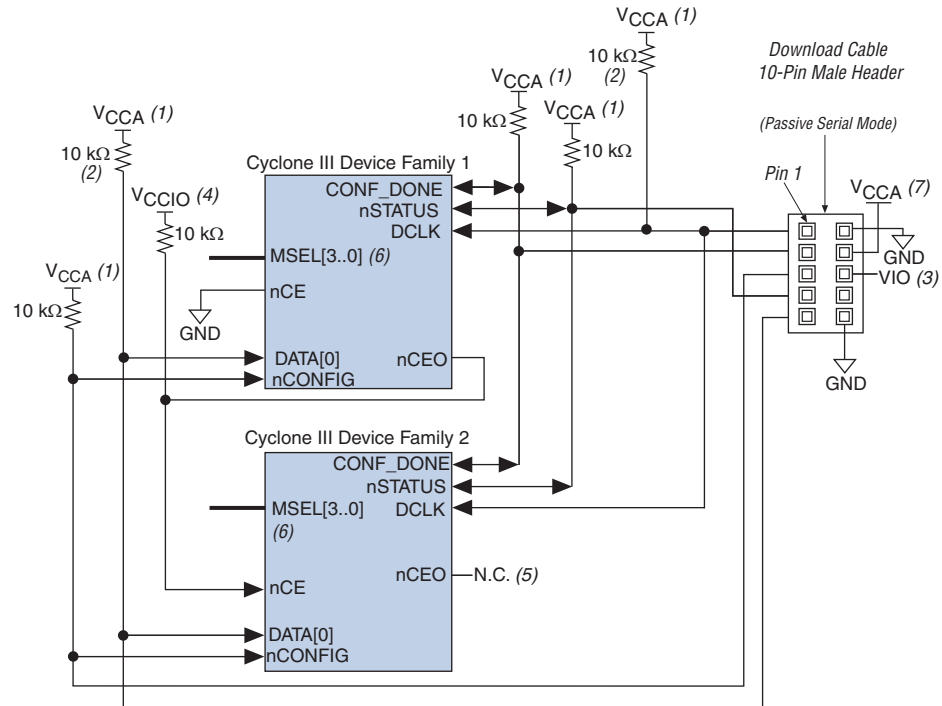 VCCA (1)
10 kΩ
(2)
Download Cable
10-Pin Male Header
(Passive Serial Mode)
Pin 1
VCCA (7)
VCCA (1)
10 kΩ
VCCA (1)
10 kΩ
VCCA (1)
10 kΩ
(2)
VCCIO (4)
10 kΩ
VCCA (1)
10 kΩ
Cyclone III Device Family 1
CONF_DONE
nSTATUS
DCLK
MSEL[3..0] (6)
nCE
GND
DATA[0]
nCEO
nCONFIG
GND
VIO (3)
GND
Cyclone III Device Family 2
CONF_DONE
nSTATUS
MSEL[3..0]
DCLK
(6)
nCEO
N.C. (5)
nCE
DATA[0]
nCONFIG